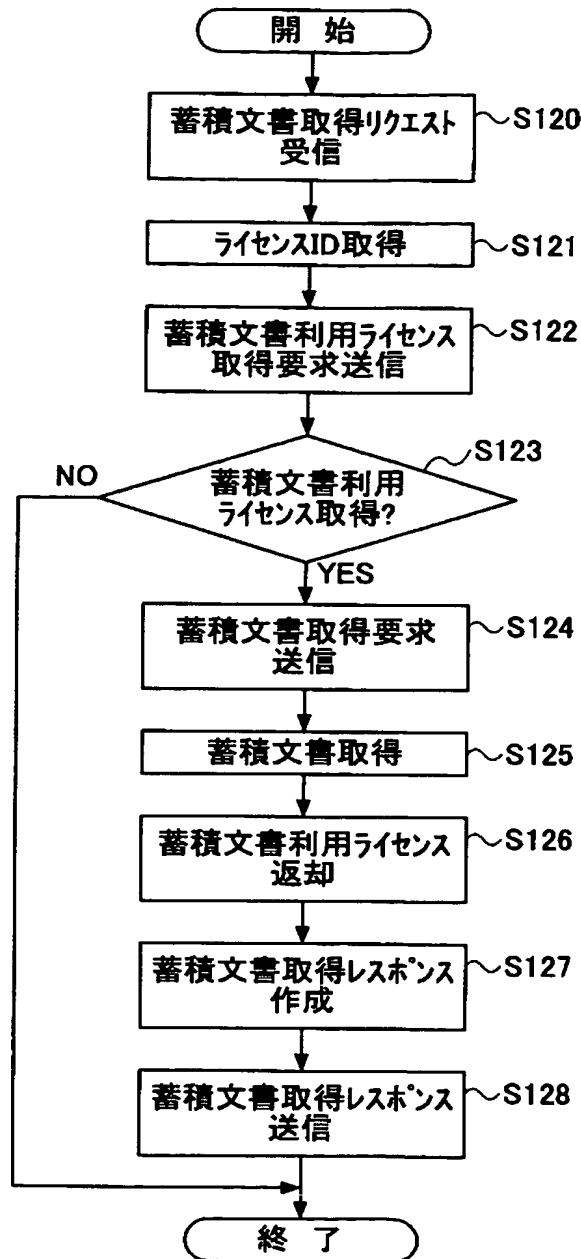 開 始
蓄積文書取得リクエスト
受信
S120
ライセンスID取得
S121
蓄積文書利用ライセンス
取得要求送信
S122
蓄積文書利用
ライセンス取得?
S123
NO
YES
蓄積文書取得要求
送信
S124
蓄積文書取得
S125
蓄積文書利用ライセンス
返却
S126
蓄積文書取得レスポンス
作成
S127
蓄積文書取得レスポンス
送信
S128
終 了